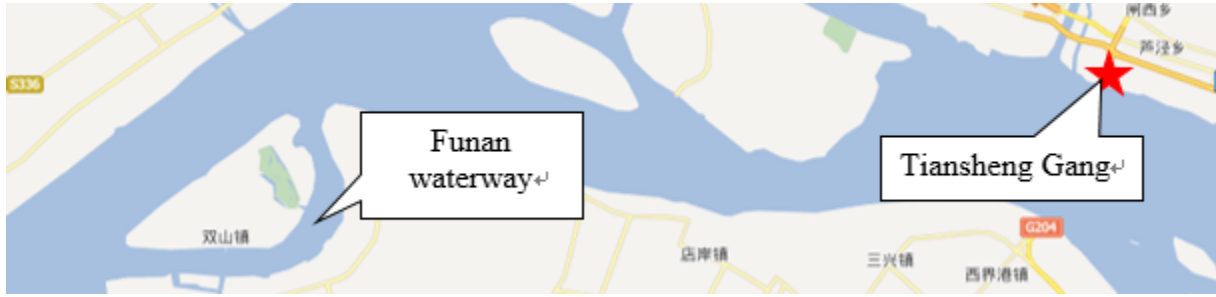 闸西乡
芦泾乡
S336
Funan
waterway
Tiansheng Gang
双山镇
店岸镇
三兴镇
G204
西界港镇